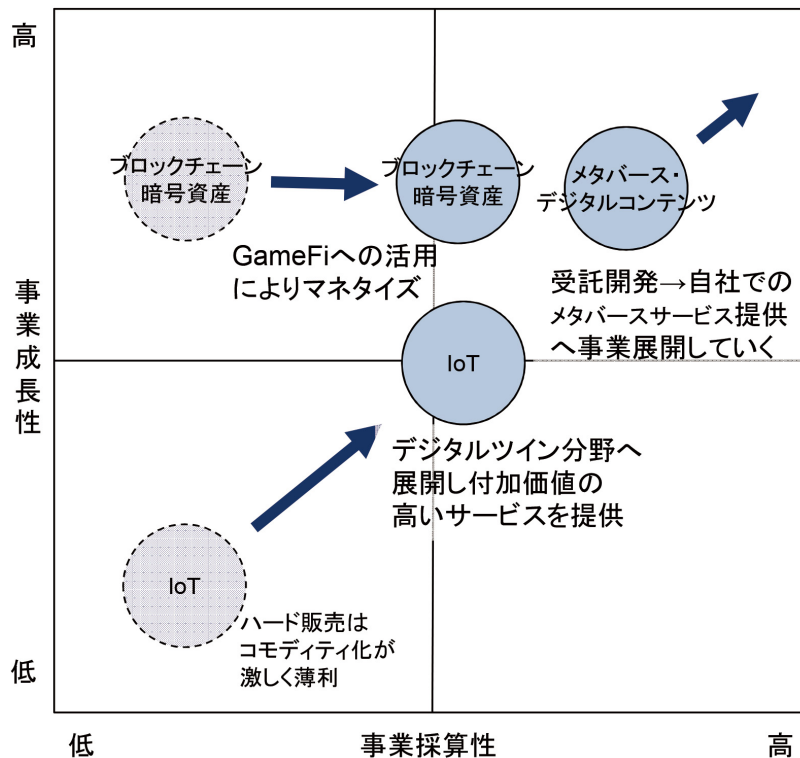 高
ブロックチェーン
暗号資産
ブロックチェーン
暗号資産
メタバース・
デジタルコンテンツ
GameFiへの活用
によりマネタイズ
受託開発→自社での
メタバースサービス提供
へ事業展開していく
事業成長性
IoT
デジタルツイン分野へ
展開し付加価値の
高いサービスを提供
IoT
ハード販売は
コモディティ化が
激しく薄利
低
低
事業採算性
高